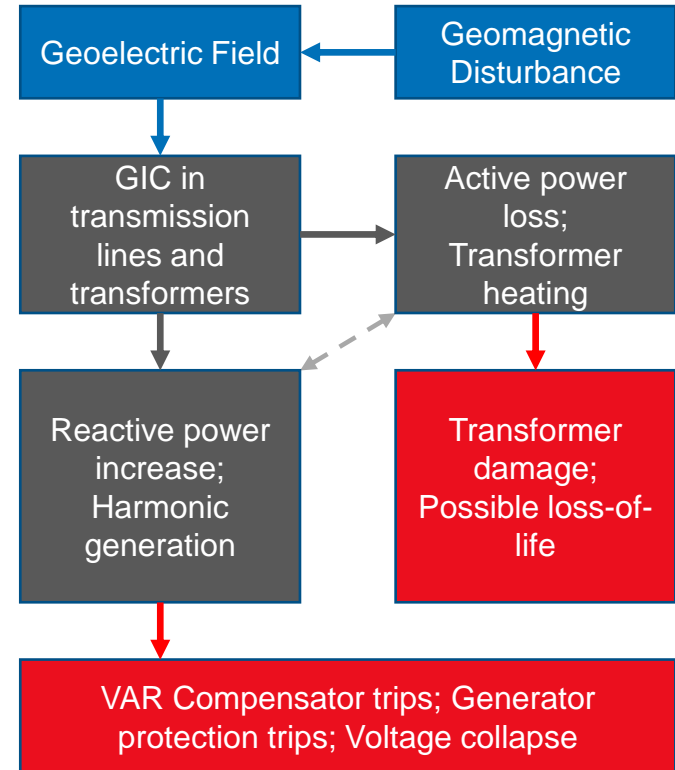 Geoelectric Field
Geomagnetic
Disturbance
GIC in
transmission
lines and
transformers
Active power
loss;
Transformer
heating
Reactive power
increase;
Harmonic
generation
Transformer
damage;
Possible loss-of-
life
VAR Compensator trips; Generator
protection trips; Voltage collapse